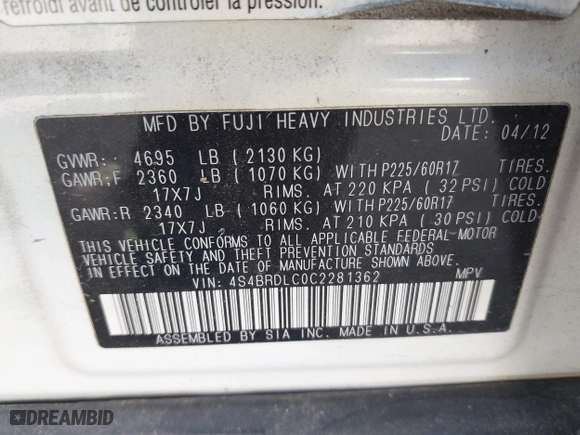 refroidi avant de contrôler la pression.
MFD BY FUJI HEAVY INDUSTRIES LTD.
DATE: 04/12
GVWR: 4695 LB ( 2130 KG)
GAWR:F 2360 LB ( 1070 KG) WITH P225/60R17 TIRES.
17X7J RIMS. AT 220 KPA ( 32 PSI) COLD
GAWR:R 2340 LB ( 1060 KG) WITH P225/60R17 TIRES.
17X7J RIMS. AT 210 KPA ( 30 PSI) COLD.
THIS VEHICLE CONFORMS TO ALL APPLICABLE FEDERAL-MOTOR
VEHICLE SAFETY AND THEFT PREVENTION STANDARDS
IN EFFECT ON THE DATE OF MANUFACTURE SHOWN ABOVE.
VIN: 4S4BRDLC0C2281362 MPV
ASSEMBLED BY SIA INC. MADE IN U.S.A.
DREAMBID